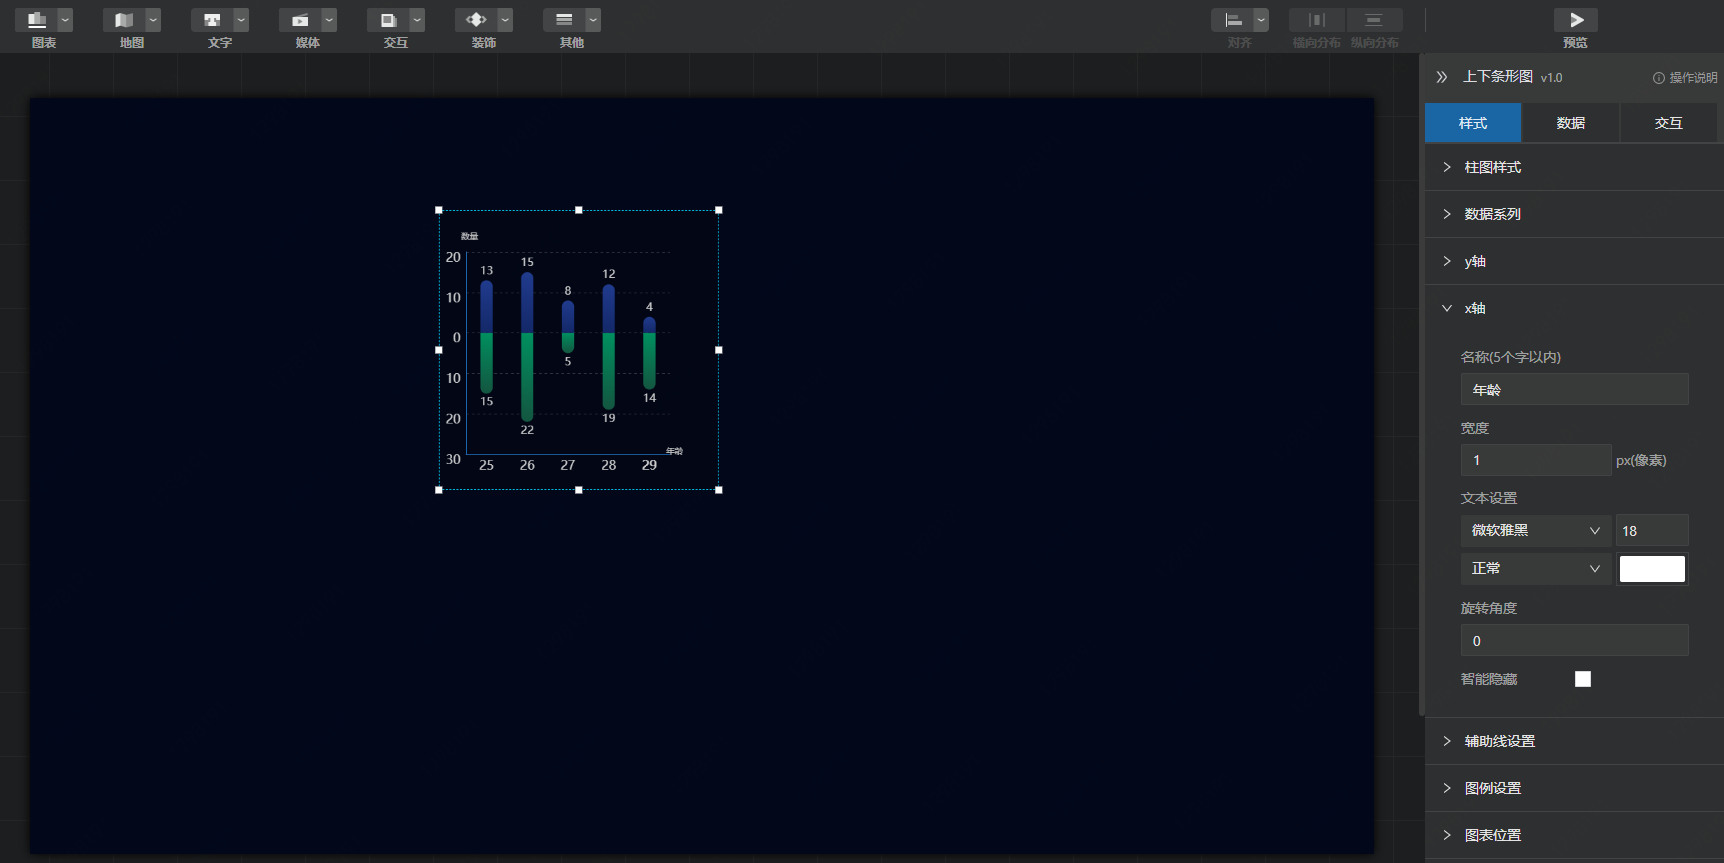 图表 地图 文字 媒体 交互 装饰 其他 对齐 横向分布 纵向分布 预览
上下条形图 v1.0 操作说明
样式 数据 交互
柱图样式
数据系列
y轴
x轴
名称(5个字以内)
年龄
宽度
1 px(像素)
文本设置
微软雅黑 18
正常
旋转角度
0
智能隐藏
辅助线设置
图例设置
图表位置
数量
20
10
0
10
20
30
13 15 8 12 4
15 22 5 19 14
年龄
25 26 27 28 29